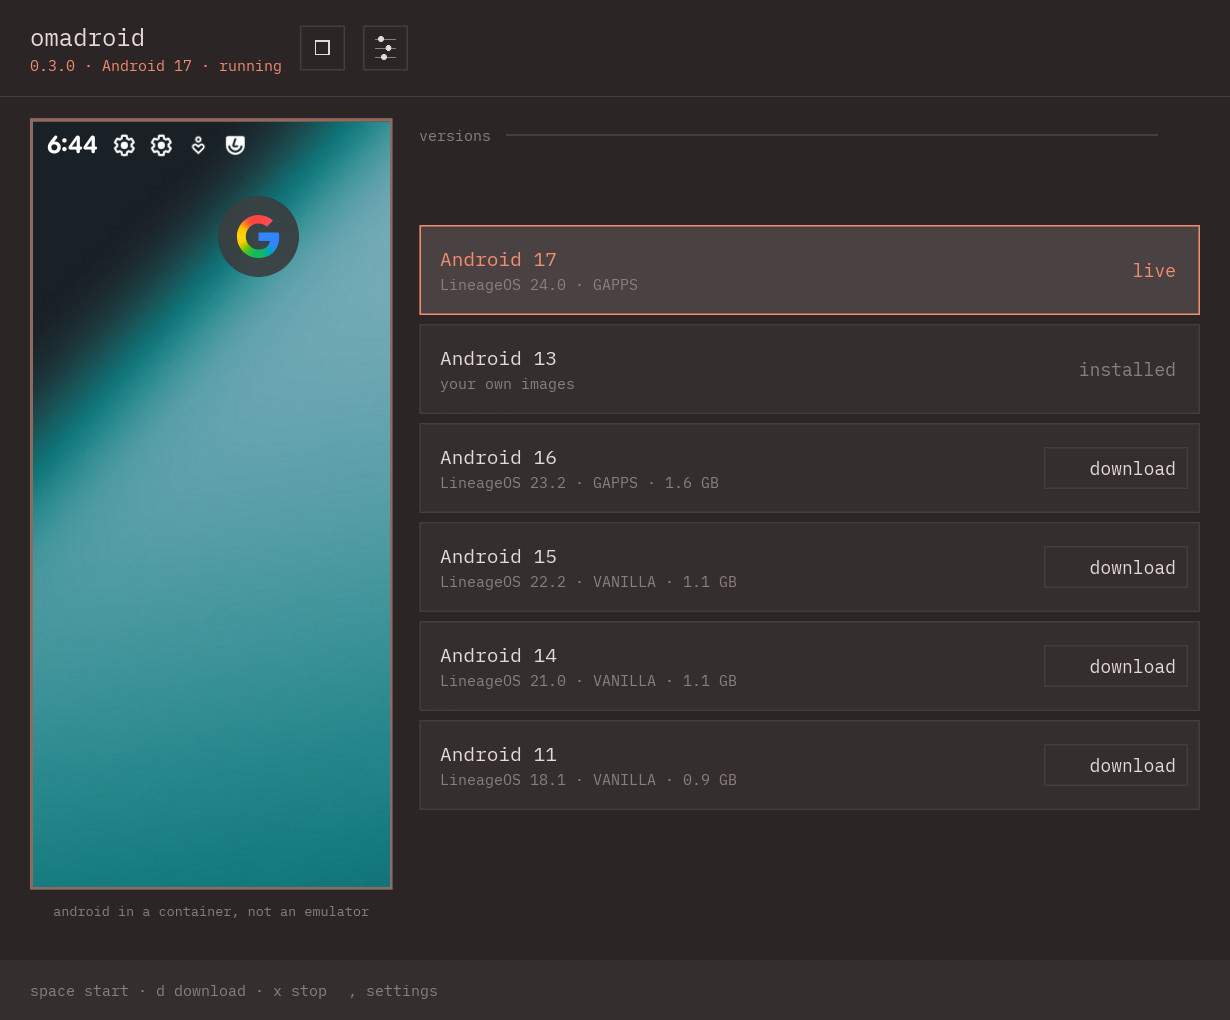 omadroid
0.3.0 · Android 17 · running
6:44
versions
Android 17
LineageOS 24.0 · GAPPS
live
Android 13
your own images
installed
Android 16
LineageOS 23.2 · GAPPS · 1.6 GB
download
Android 15
LineageOS 22.2 · VANILLA · 1.1 GB
download
Android 14
LineageOS 21.0 · VANILLA · 1.1 GB
download
Android 11
LineageOS 18.1 · VANILLA · 0.9 GB
download
android in a container, not an emulator
space start · d download · x stop , settings